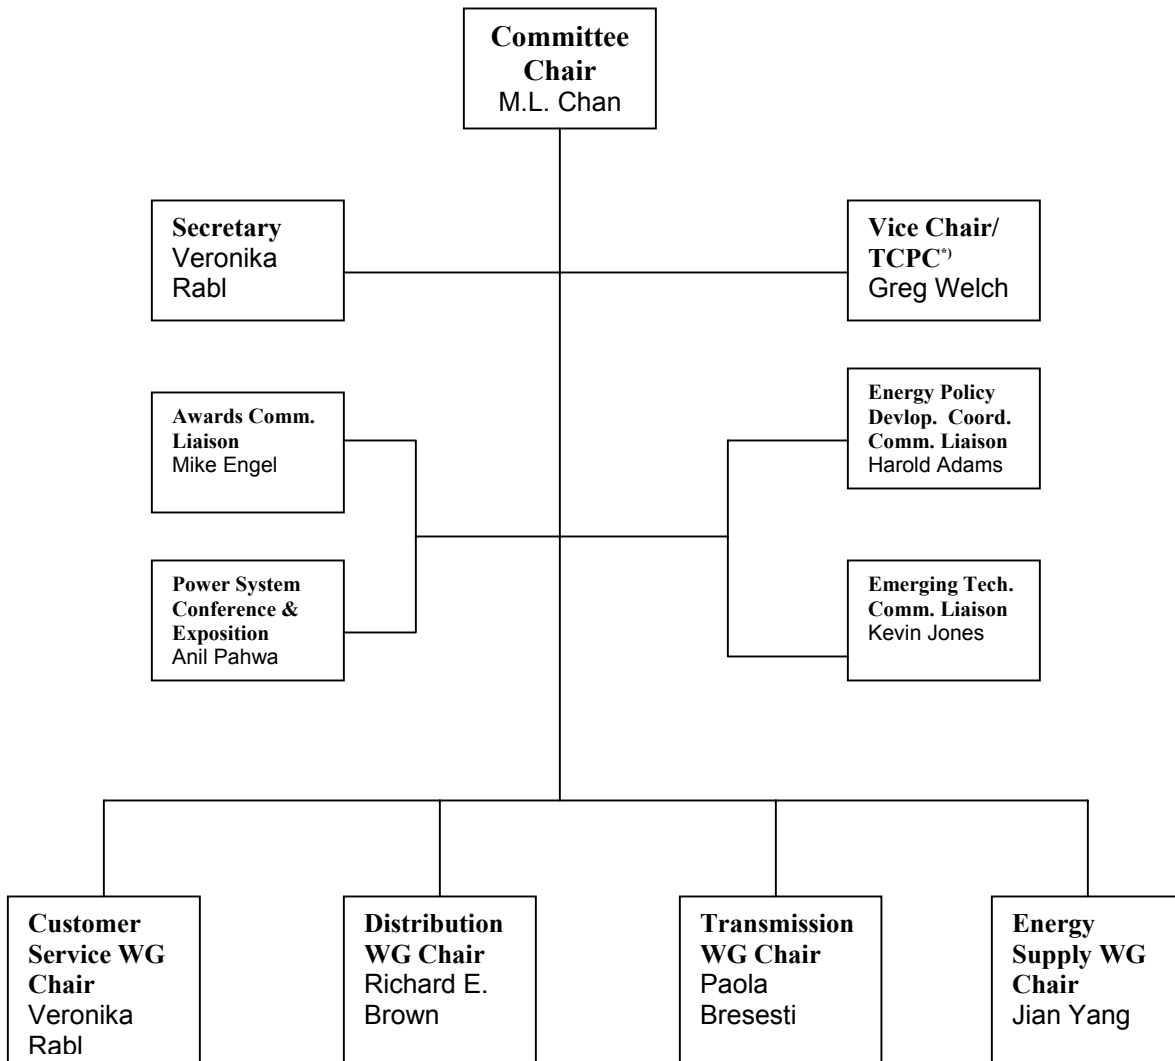 Committee
Chair
M.L. Chan
Secretary
Veronika
Rabl
Vice Chair/
TCPC*)
Greg Welch
Awards Comm.
Liaison
Mike Engel
Energy Policy
Devlop. Coord.
Comm. Liaison
Harold Adams
Power System
Conference &
Exposition
Anil Pahwa
Emerging Tech.
Comm. Liaison
Kevin Jones
Customer
Service WG
Chair
Veronika
Rabl
Distribution
WG Chair
Richard E.
Brown
Transmission
WG Chair
Paola
Bresesti
Energy
Supply WG
Chair
Jian Yang